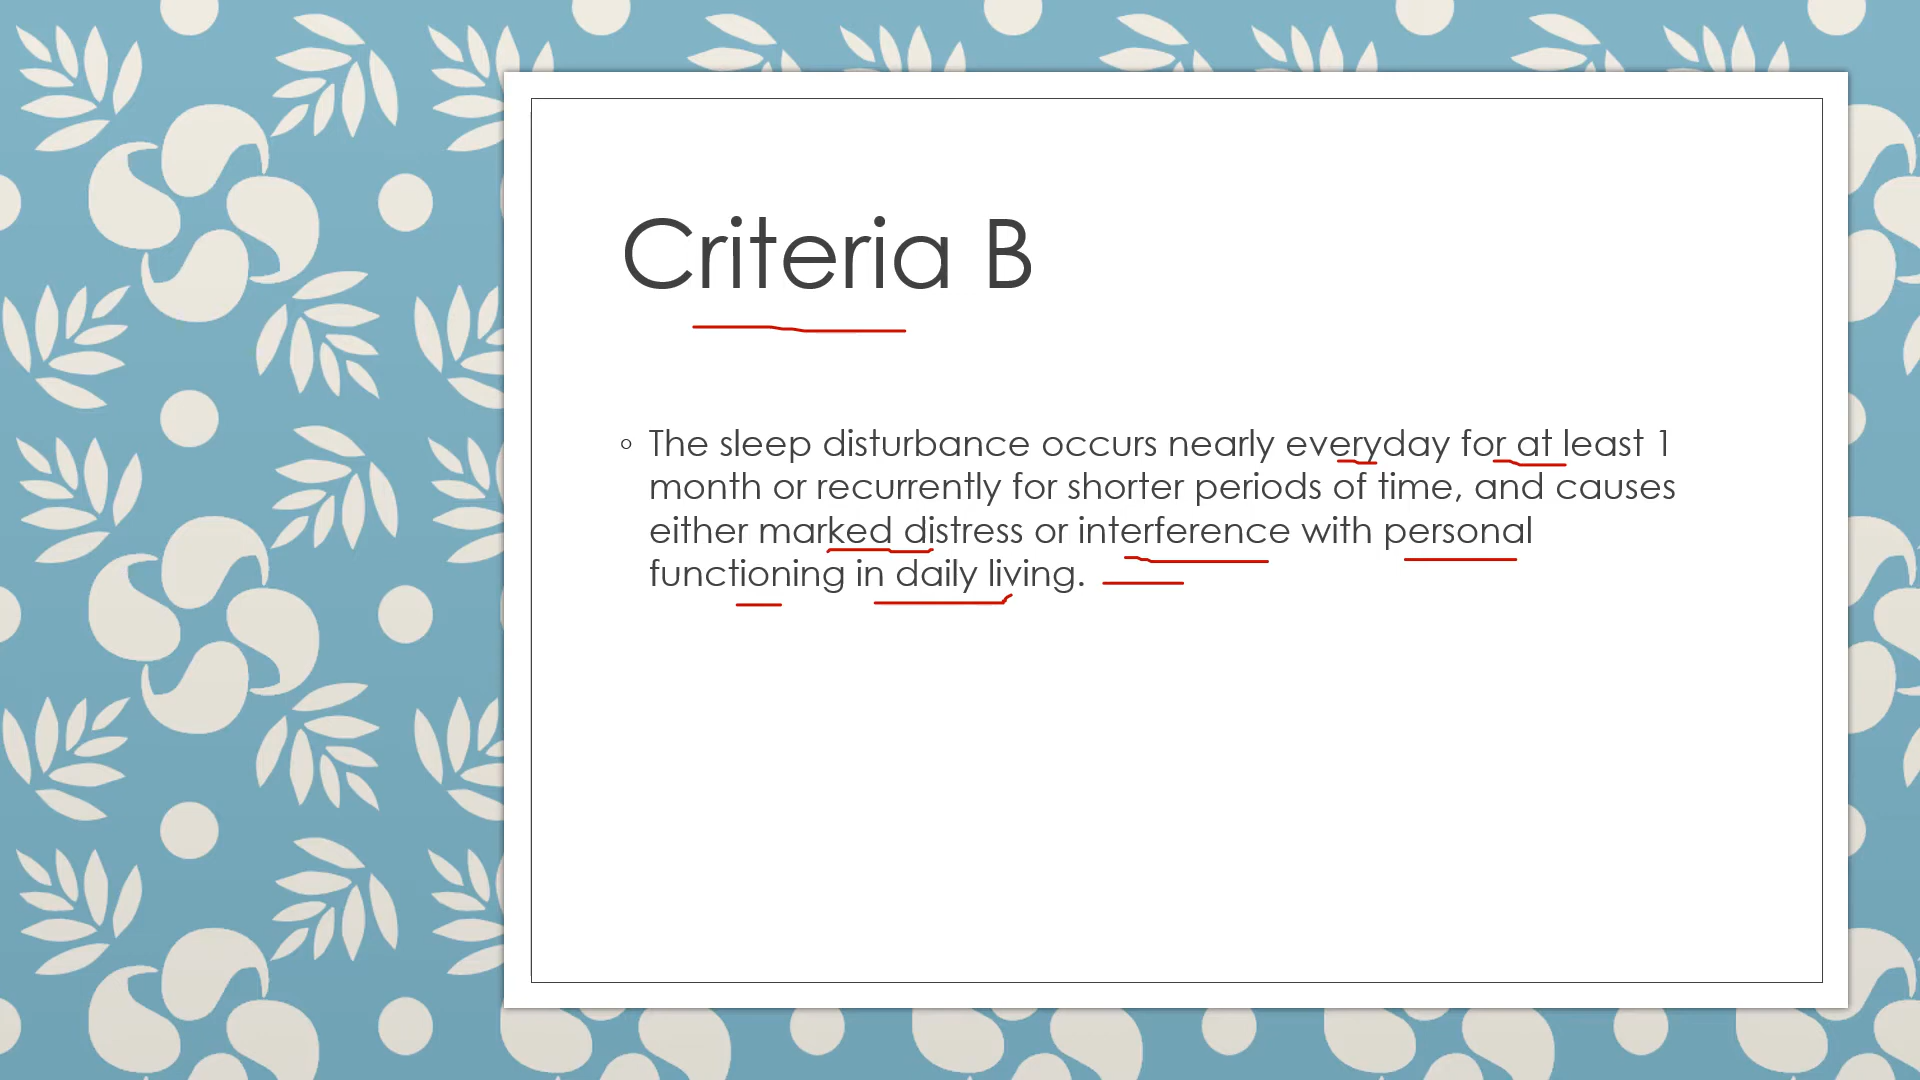 Criteria B
◦ The sleep disturbance occurs nearly everyday for at least 1
month or recurrently for shorter periods of time, and causes
either marked distress or interference with personal
functioning in daily living.